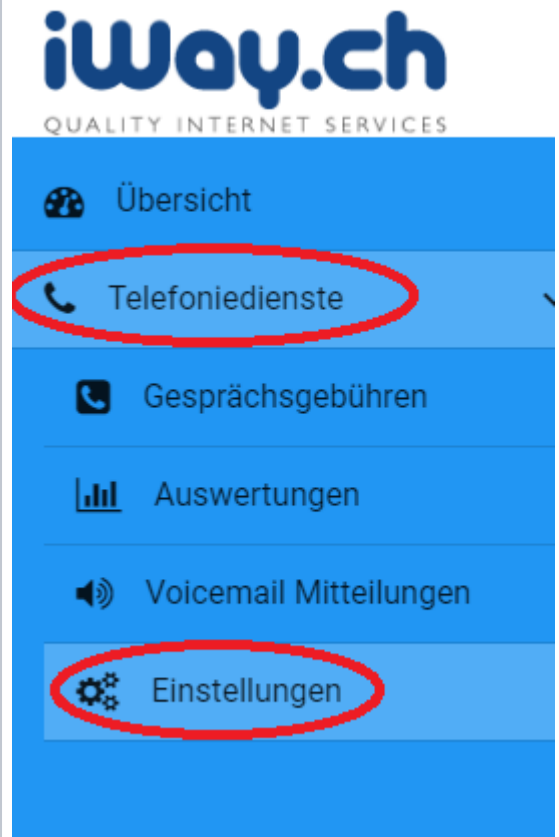 iway.ch
QUALITY INTERNET SERVICES
Übersicht
Telefoniedienste
Gesprächsgebühren
Auswertungen
Voicemail Mitteilungen
Einstellungen